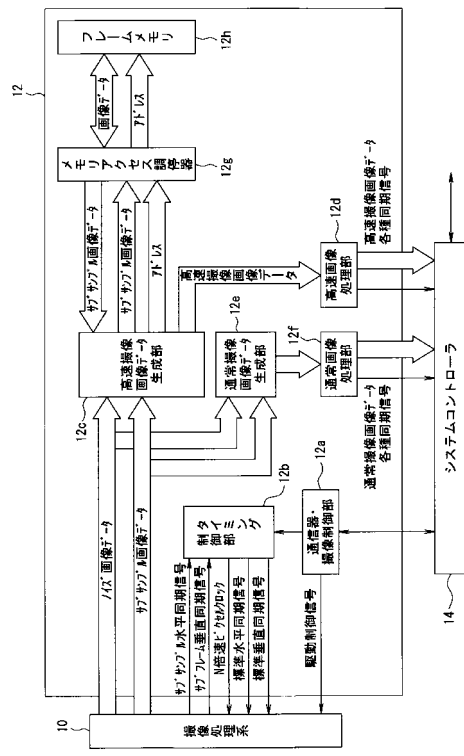 12
フレームメモリ
12h
画像データ
アドレス
メモリアクセス
調停器
12g
サブサンプル画像データ
サブサンプル画像データ
アドレス
高速撮像画像データ
高速撮像
画像データ
生成部
12c
12e
通常撮像
画像データ
生成部
12d
高速画像
処理部
高速撮像画像データ
各種同期信号
12f
通常画像
処理部
通常撮像画像データ
各種同期信号
ノイズ画像データ
サブサンプル画像データ
12b
タイミング
制御部
サブサンプル水平同期信号
サブフレーム垂直同期信号
N倍速ピクセルクロック
標準水平同期信号
標準垂直同期信号
12a
通信器・
撮像制御部
駆動制御信号
10
撮像処理系
システムコントローラ
14